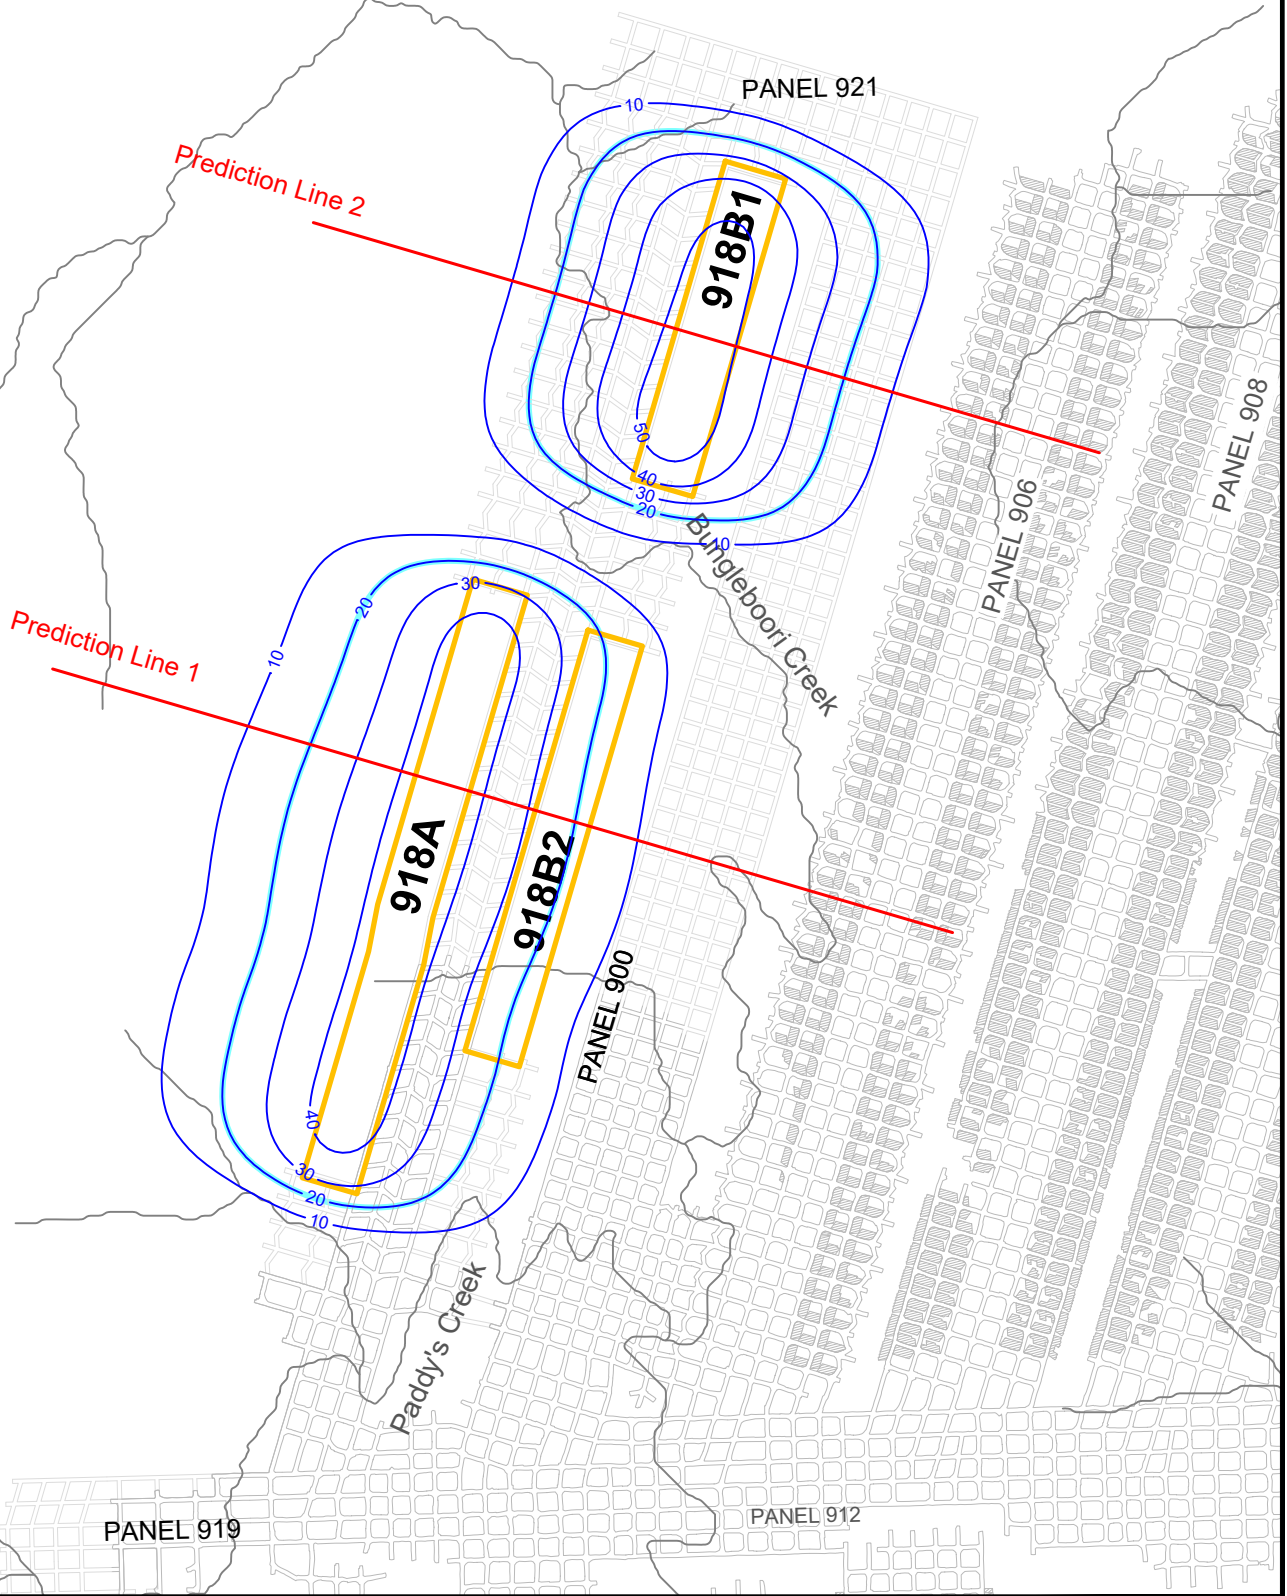 PANEL 921
10
Prediction Line 2
918B1
PANEL 908
50
40
30
20
10
PANEL 906
Bungleboori Creek
30
20
10
Prediction Line 1
918A
918B2
PANEL 900
40
30
20
10
Paddy's Creek
PANEL 919
PANEL 912